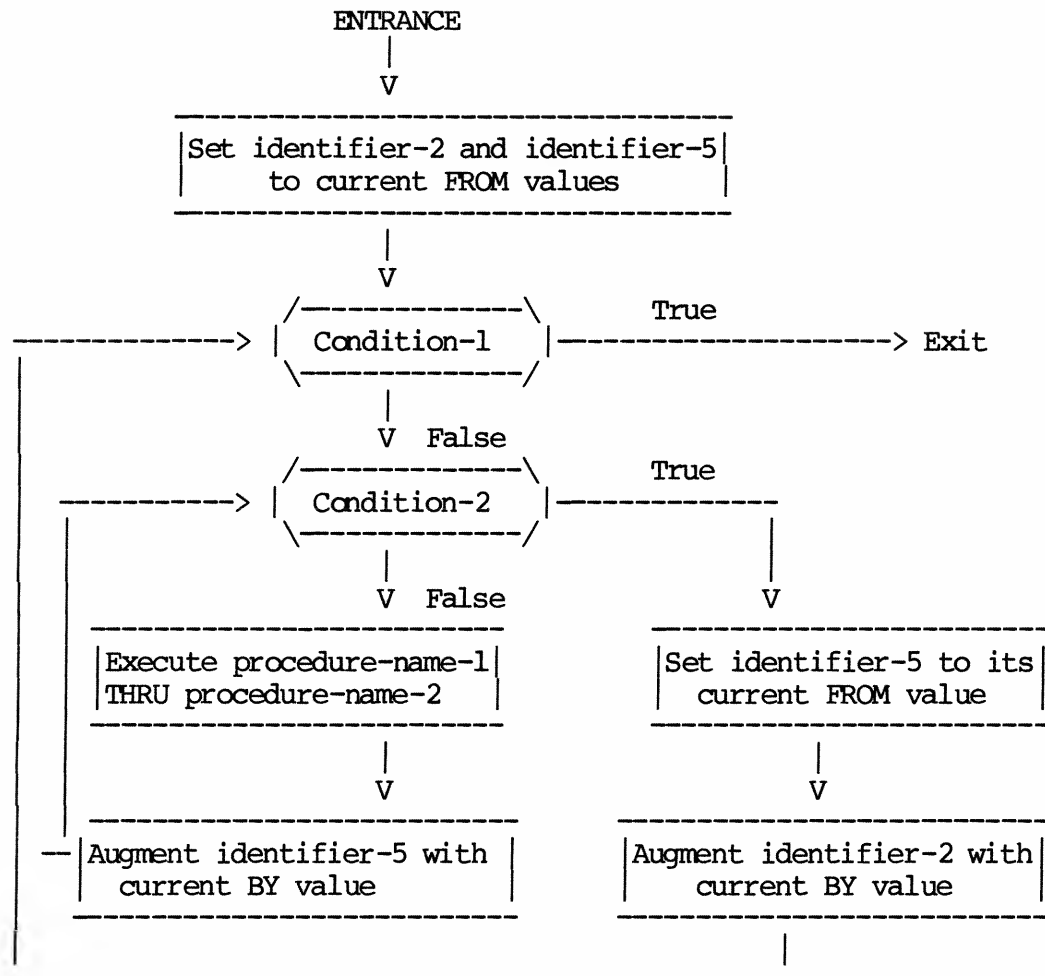 ENTRANCE
V
Set identifier-2 and identifier-5
to current FROM values
V
True
Condition-1
Exit
V False
True
Condition-2
V False
V
Execute procedure-name-1
THRU procedure-name-2
Set identifier-5 to its
current FROM value
V
V
Augment identifier-5 with
current BY value
Augment identifier-2 with
current BY value